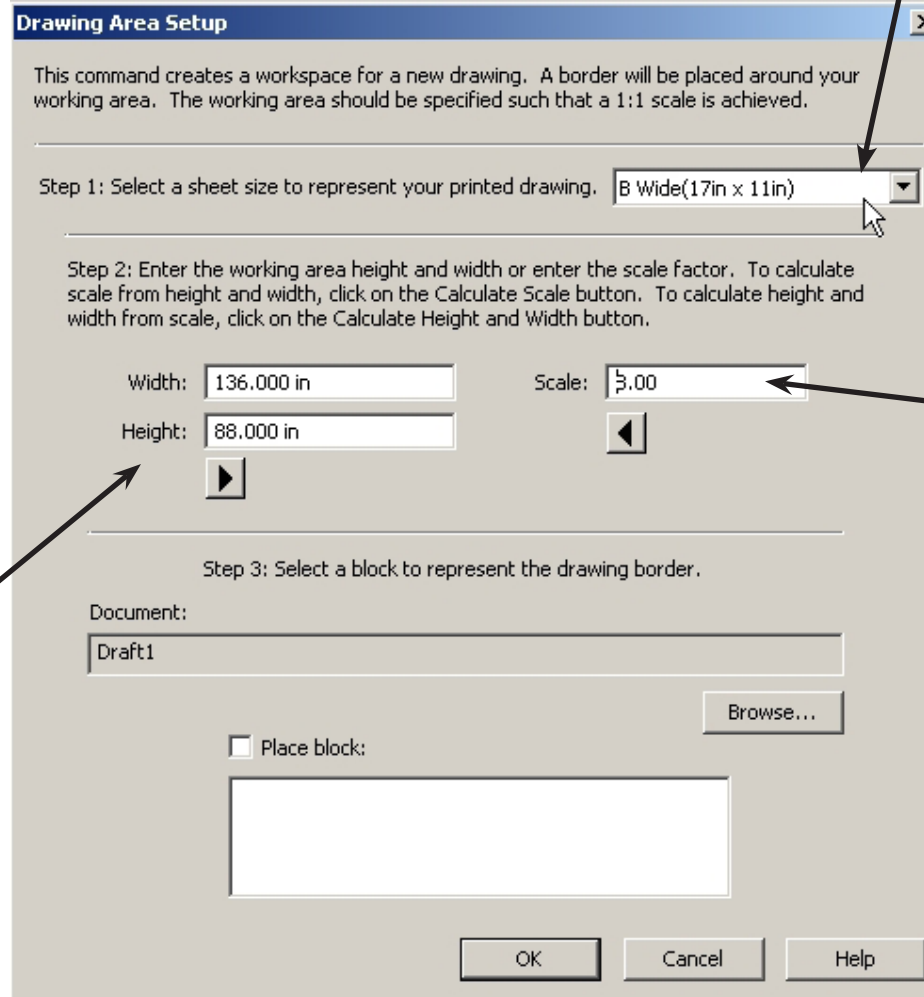 Drawing Area Setup
This command creates a workspace for a new drawing. A border will be placed around your
working area. The working area should be specified such that a 1:1 scale is achieved.
Step 1: Select a sheet size to represent your printed drawing. B Wide(17in x 11in)
Step 2: Enter the working area height and width or enter the scale factor. To calculate
scale from height and width, click on the Calculate Scale button. To calculate height and
width from scale, click on the Calculate Height and Width button.
Width: 136.000 in Scale: 8.00
Height: 88.000 in
Step 3: Select a block to represent the drawing border.
Document:
Draft1
Browse...
Place block:
OK Cancel Help